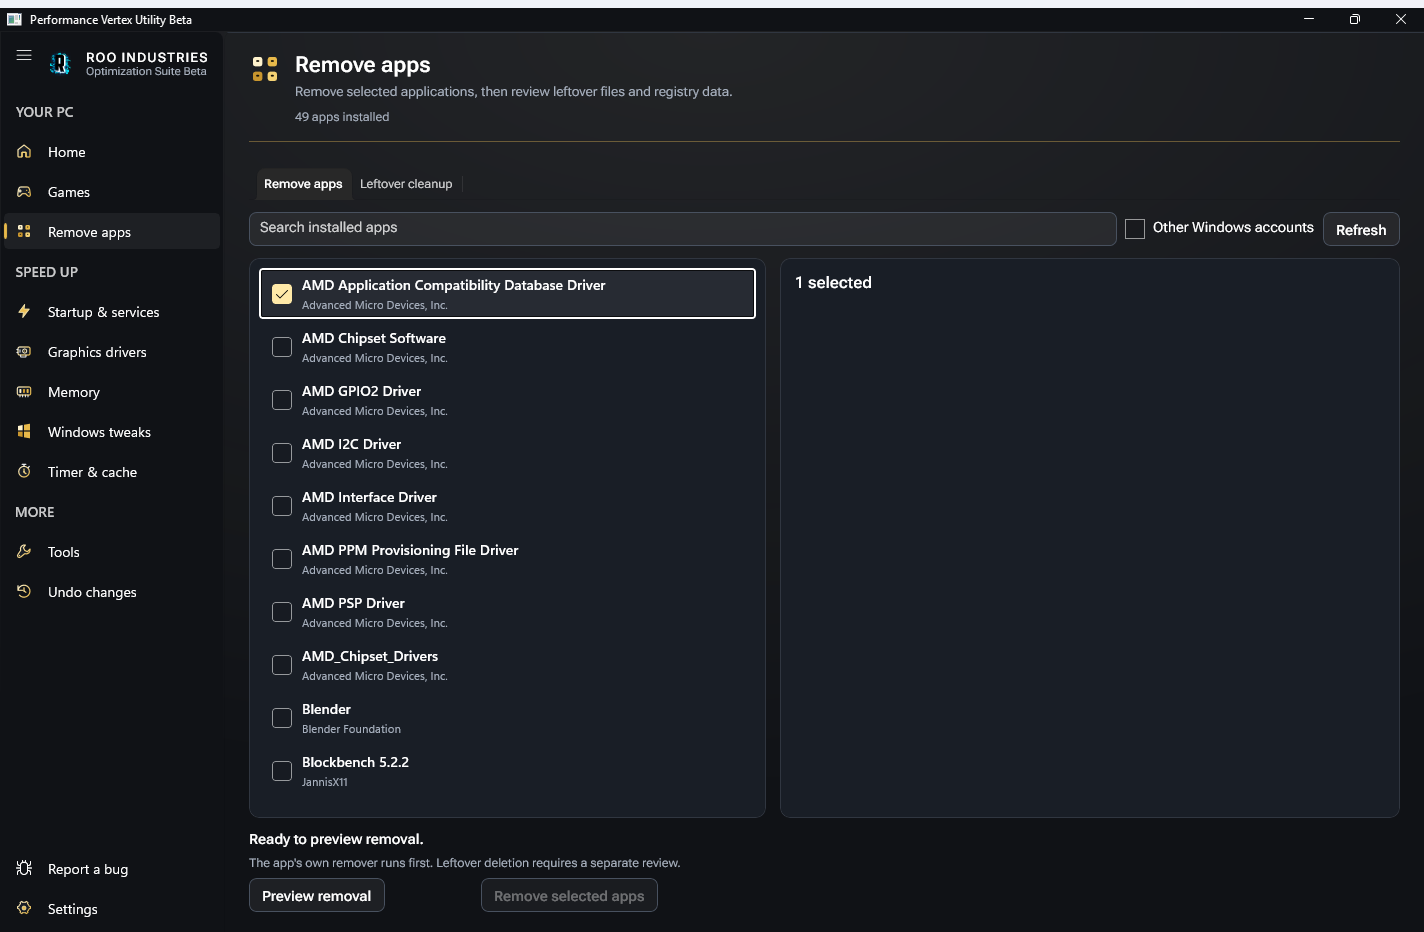 Performance Vertex Utility Beta
ROO INDUSTRIES
Optimization Suite Beta
YOUR PC
Home
Games
Remove apps
SPEED UP
Startup & services
Graphics drivers
Memory
Windows tweaks
Timer & cache
MORE
Tools
Undo changes
Report a bug
Settings
Remove apps
Remove selected applications, then review leftover files and registry data.
49 apps installed
Remove apps
Leftover cleanup
Search installed apps
Other Windows accounts
Refresh
AMD Application Compatibility Database Driver
Advanced Micro Devices, Inc.
AMD Chipset Software
Advanced Micro Devices, Inc.
AMD GPIO2 Driver
Advanced Micro Devices, Inc.
AMD I2C Driver
Advanced Micro Devices, Inc.
AMD Interface Driver
Advanced Micro Devices, Inc.
AMD PPM Provisioning File Driver
Advanced Micro Devices, Inc.
AMD PSP Driver
Advanced Micro Devices, Inc.
AMD_Chipset_Drivers
Advanced Micro Devices, Inc.
Blender
Blender Foundation
Blockbench 5.2.2
JannisX11
1 selected
Ready to preview removal.
The app's own remover runs first. Leftover deletion requires a separate review.
Preview removal
Remove selected apps